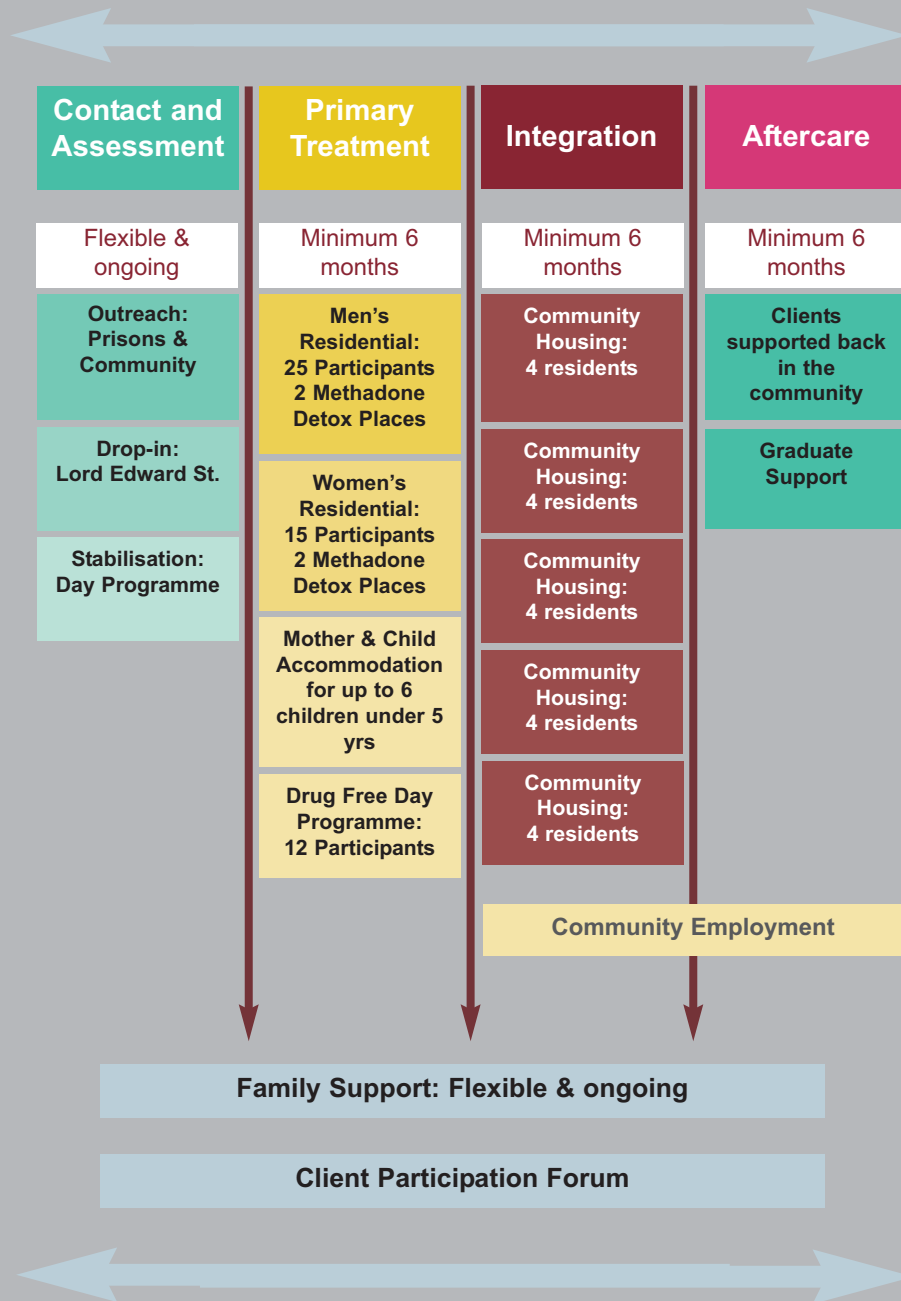 Contact and
Assessment
Flexible &
ongoing
Outreach:
Prisons &
Community
Drop-in:
Lord Edward St.
Stabilisation:
Day Programme
Primary
Treatment
Minimum 6
months
Men's
Residential:
25 Participants
2 Methadone
Detox Places
Women's
Residential:
15 Participants
2 Methadone
Detox Places
Mother & Child
Accommodation
for up to 6
children under 5
yrs
Drug Free Day
Programme:
12 Participants
Integration
Minimum 6
months
Community
Housing:
4 residents
Community
Housing:
4 residents
Community
Housing:
4 residents
Community
Housing:
4 residents
Community
Housing:
4 residents
Aftercare
Minimum 6
months
Clients
supported back
in the
community
Graduate
Support
Community Employment
Family Support: Flexible & ongoing
Client Participation Forum